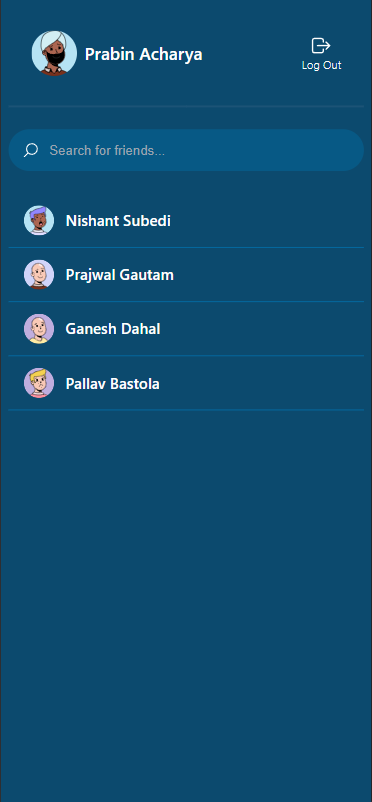 Prabin Acharya
Log Out
Search for friends...
Nishant Subedi
Prajwal Gautam
Ganesh Dahal
Pallav Bastola